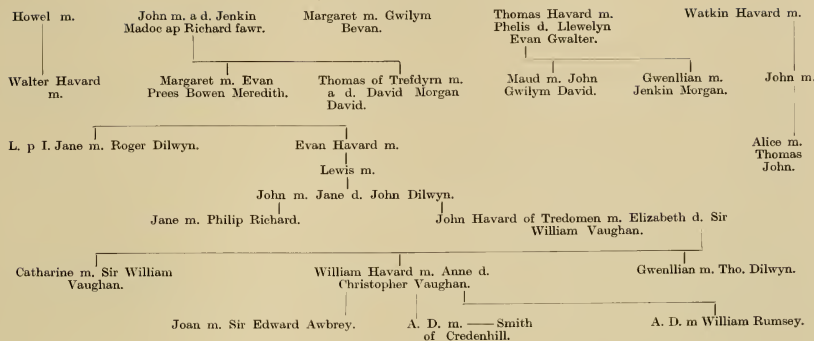 Howel m.
John m. a d. Jenkin
Madoc ap Richard fawr.
Margaret m. Gwilym
Bevan.
Thomas Havard m.
Phelis d. Llewelyn
Evan Gwalter.
Watkin Havard m.
Walter Havard
m.
Margaret m. Evan
Prees Bowen Meredith.
Thomas of Trefdyrn m.
a d. David Morgan
David.
Maud m. John
Gwilym David.
Gwenllian m.
Jenkin Morgan.
John m.
L. p I. Jane m. Roger Dilwyn.
Evan Havard m.
Alice m.
Thomas
John.
Lewis m.
John m. Jane d. John Dilwyn.
Jane m. Philip Richard.
John Havard of Tredomen m. Elizabeth d. Sir
William Vaughan.
Catharine m. Sir William
Vaughan.
William Havard m. Anne d.
Christopher Vaughan.
Gwenllian m. Tho. Dilwyn.
Joan m. Sir Edward Awbrey.
A. D. m. —— Smith
of Credenhill.
A. D. m William Rumsey.